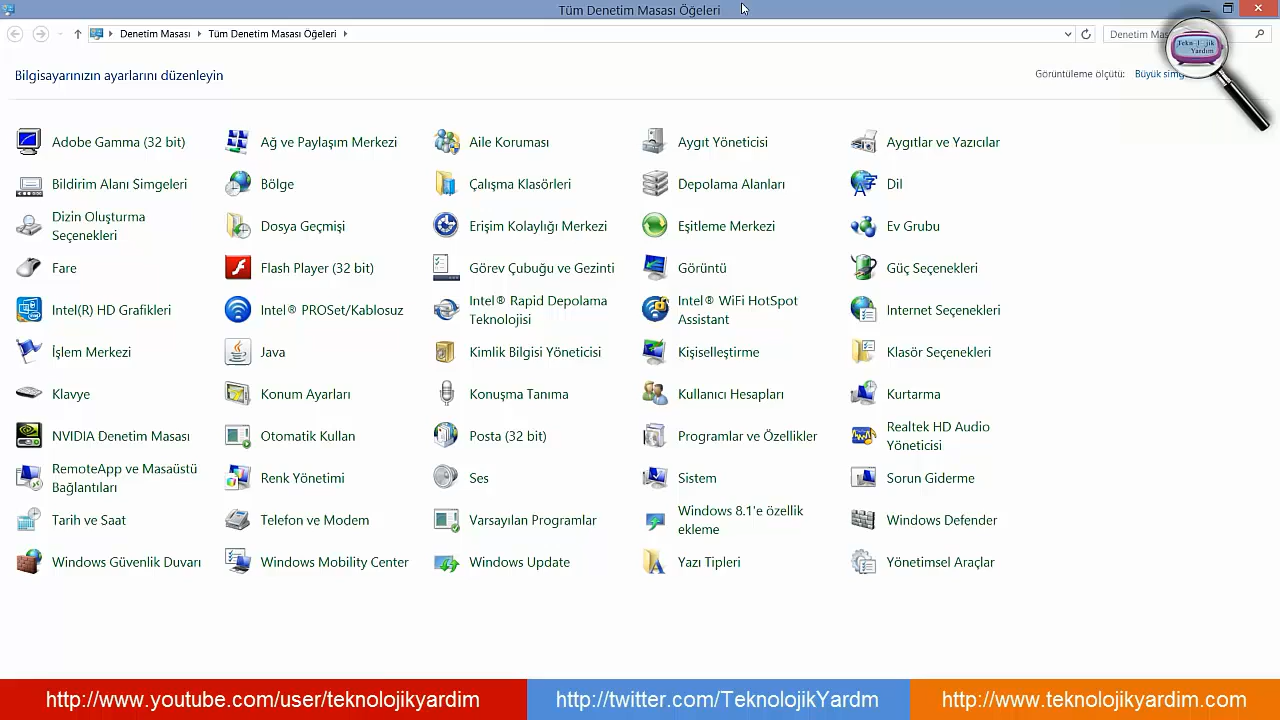 Tüm Denetim Masası Öğeleri
Denetim Masası
Tüm Denetim Masası Öğeleri
Denetim
Bilgisayarınızın ayarlarını düzenleyin
Görüntüleme ölçütü:
Büyük
Adobe Gamma (32 bit)
Ağ ve Paylaşım Merkezi
Aile Koruması
Aygıt Yöneticisi
Aygıtlar ve Yazıcılar
Bildirim Alanı Simgeleri
Bölge
Çalışma Klasörleri
Depolama Alanları
Dil
Dizin Oluşturma
Seçenekleri
Dosya Geçmişi
Erişim Kolaylığı Merkezi
Eşitleme Merkezi
Ev Grubu
Fare
Flash Player (32 bit)
Görev Çubuğu ve Gezinti
Görüntü
Güç Seçenekleri
Intel(R) HD Grafikleri
Intel® PROSet/Kablosuz
Intel® Rapid Depolama
Teknolojisi
Intel® WiFi HotSpot
Assistant
Internet Seçenekleri
İşlem Merkezi
Java
Kimlik Bilgisi Yöneticisi
Kişiselleştirme
Klasör Seçenekleri
Klavye
Konum Ayarları
Konuşma Tanıma
Kullanıcı Hesapları
Kurtarma
NVIDIA Denetim Masası
Otomatik Kullan
Posta (32 bit)
Programlar ve Özellikler
Realtek HD Audio
Yöneticisi
RemoteApp ve Masaüstü
Bağlantıları
Renk Yönetimi
Ses
Sistem
Sorun Giderme
Tarih ve Saat
Telefon ve Modem
Varsayılan Programlar
Windows 8.1'e özellik
ekleme
Windows Defender
Windows Güvenlik Duvarı
Windows Mobility Center
Windows Update
Yazı Tipleri
Yönetimsel Araçlar
http://www.youtube.com/user/teknolojikyardim
http://twitter.com/TeknolojikYardm
http://www.teknolojikyardim.com